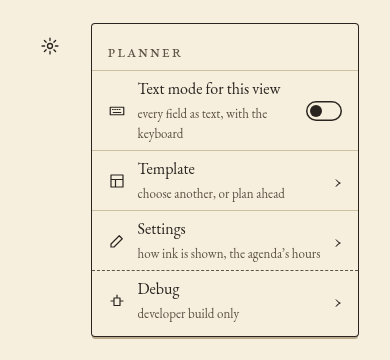 PLANNER
Text mode for this view
every field as text, with the
keyboard
Template
choose another, or plan ahead
Settings
how ink is shown, the agenda’s hours
Debug
developer build only